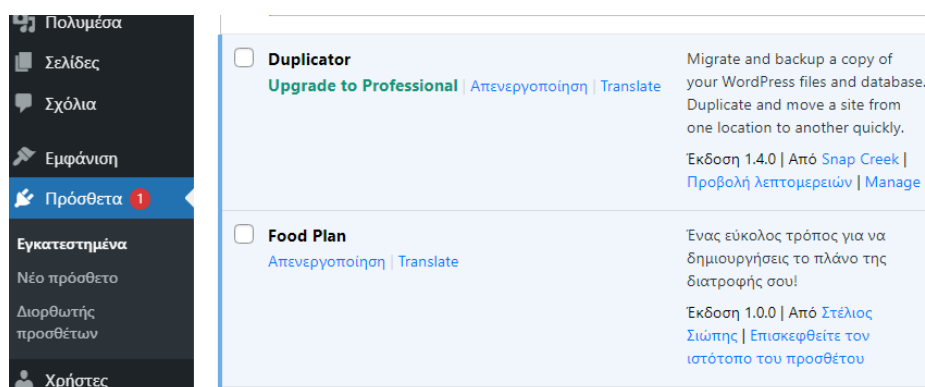 Πολυμέσα
Σελίδες
Σχόλια
Εμφάνιση
Πρόσθετα 1
Εγκατεστημένα
Νέο πρόσθετο
Διορθωτής
προσθέτων
Χρήστες
Duplicator
Upgrade to Professional | Απενεργοποίηση | Translate
Migrate and backup a copy of
your WordPress files and database.
Duplicate and move a site from
one location to another quickly.
Έκδοση 1.4.0 | Από Snap Creek |
Προβολή λεπτομερειών | Manage
Food Plan
Απενεργοποίηση | Translate
Ένας εύκολος τρόπος για να
δημιουργήσεις το πλάνο της
διατροφής σου!
Έκδοση 1.0.0 | Από Στέλιος
Σιώπης | Επισκεφθείτε τον
ιστότοπο του προσθέτου